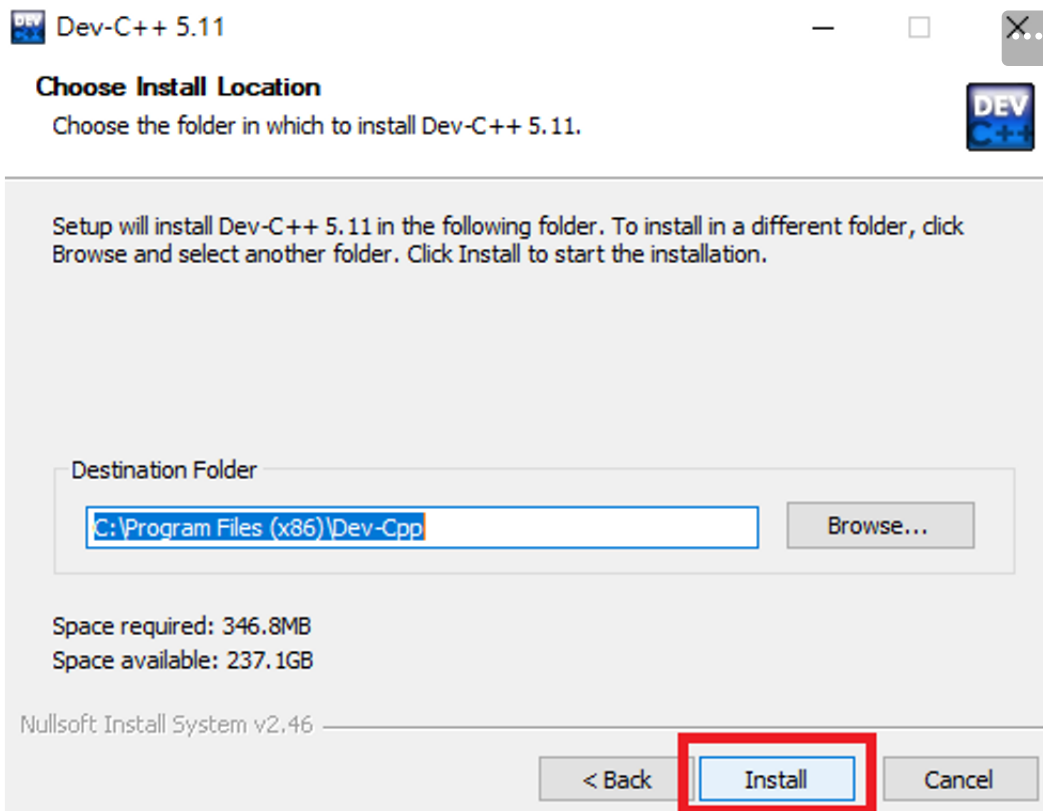 DEV
C++
Dev-C++ 5.11
Choose Install Location
Choose the folder in which to install Dev-C++ 5.11.
DEV
C++
Setup will install Dev-C++ 5.11 in the following folder. To install in a different folder, click
Browse and select another folder. Click Install to start the installation.
Destination Folder
C:\Program Files (x86)\Dev-Cpp
Browse...
Space required: 346.8MB
Space available: 237.1GB
Nullsoft Install System v2.46
< Back
Install
Cancel